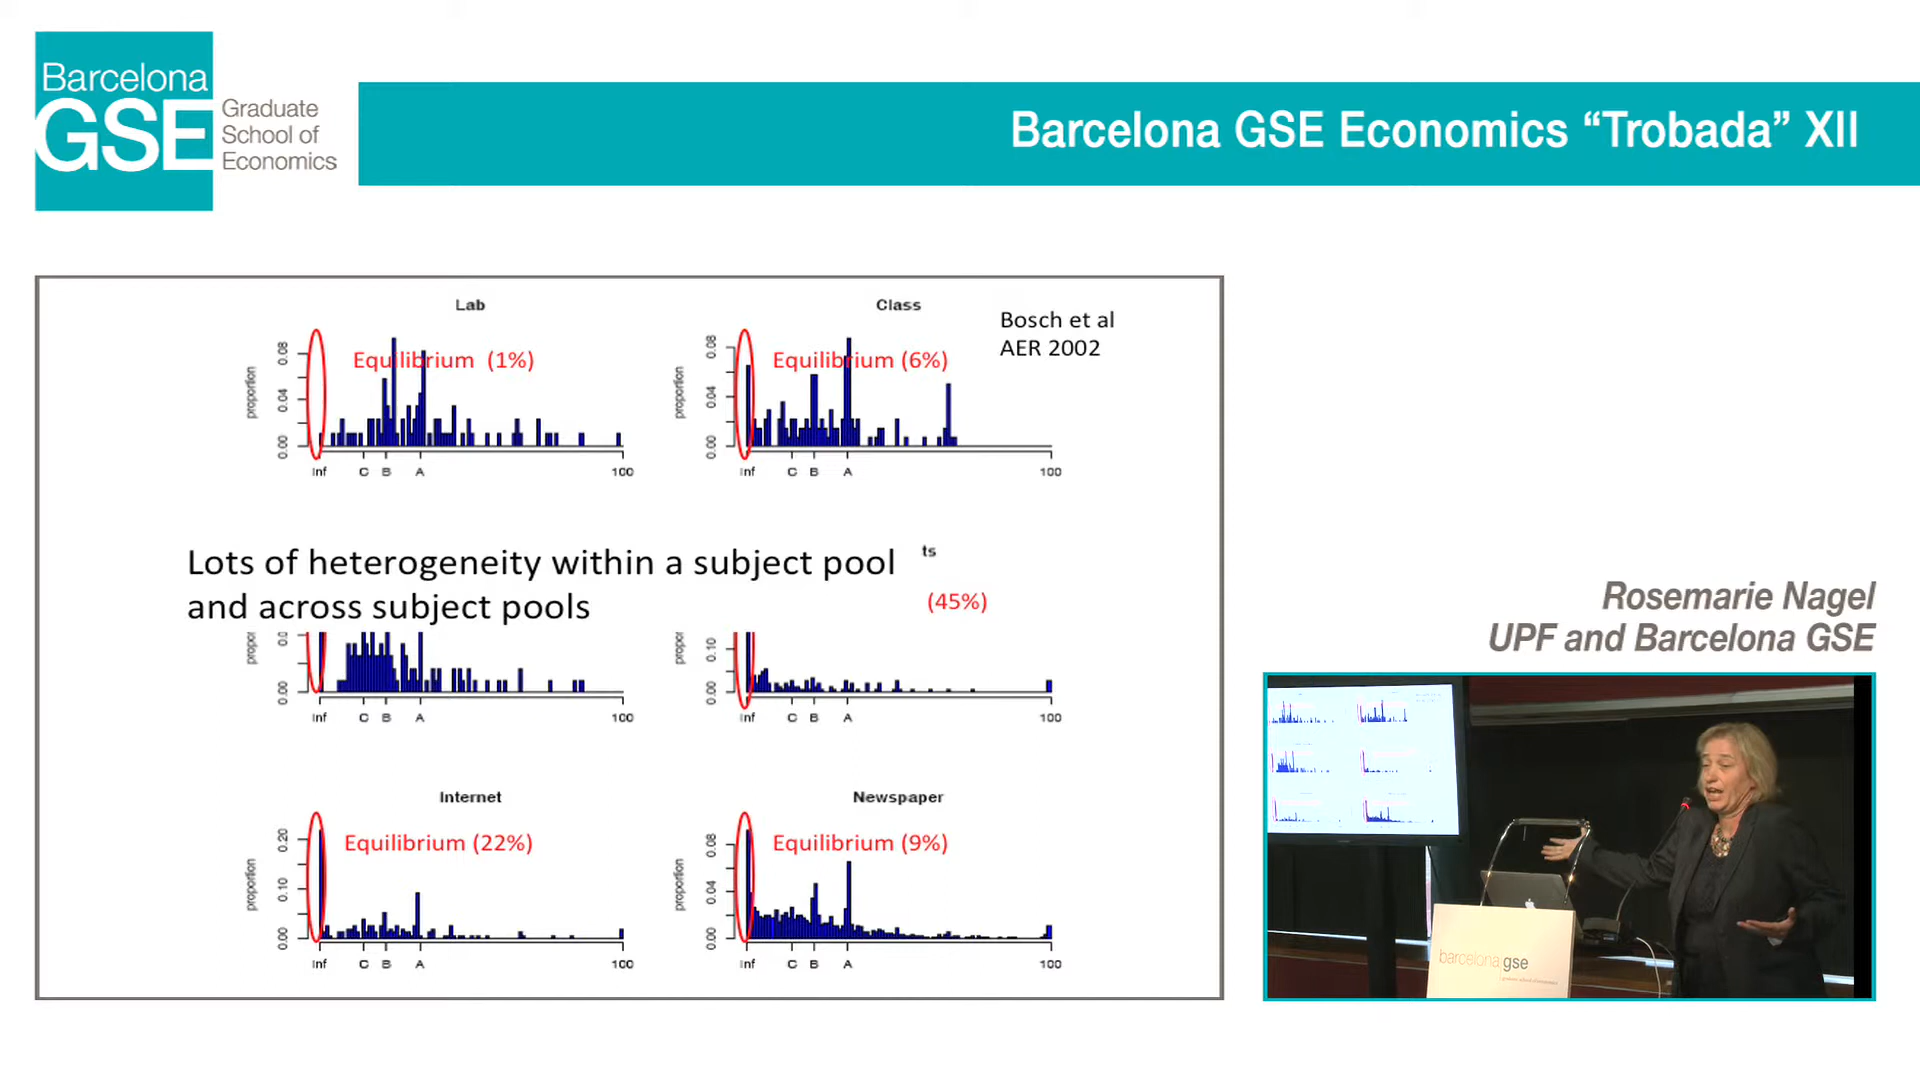 Barcelona
GSE
Graduate
School of
Economics
Barcelona GSE Economics “Trobada” XII
Lab
Equilibrium (1%)
proportion
0.08
0.04
0.00
Inf C B A 100
Class
Equilibrium (6%)
proportion
0.08
0.04
0.00
Inf C B A 100
Bosch et al
AER 2002
Lots of heterogeneity within a subject pool
and across subject pools
ts
(45%)
0.00
Inf C B A 100
0.10
0.00
Inf C B A 100
Internet
Equilibrium (22%)
proportion
0.20
0.10
0.00
Inf C B A 100
Newspaper
Equilibrium (9%)
proportion
0.08
0.04
0.00
Inf C B A 100
Rosemarie Nagel
UPF and Barcelona GSE
barcelona gse